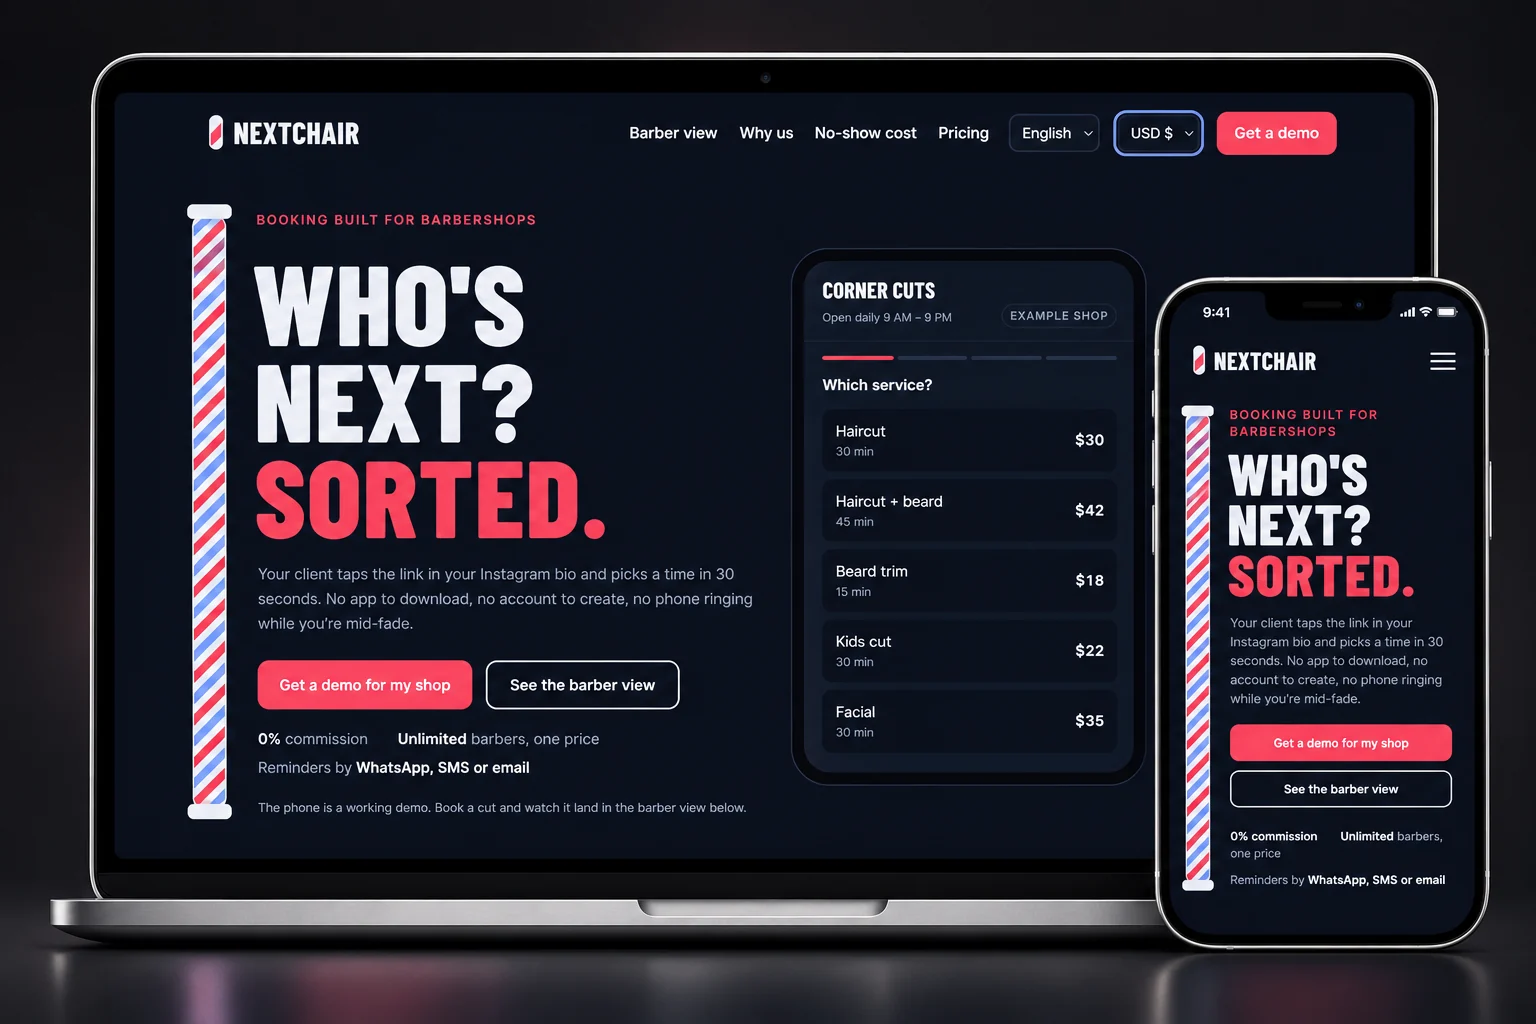 NEXTCHAIR
Barber view Why us No-show cost Pricing English USD $ Get a demo
BOOKING BUILT FOR BARBERSHOPS
WHO'S
NEXT?
SORTED.
Your client taps the link in your Instagram bio and picks a time in 30
seconds. No app to download, no account to create, no phone ringing
while you're mid-fade.
Get a demo for my shop See the barber view
0% commission Unlimited barbers, one price
Reminders by WhatsApp, SMS or email
The phone is a working demo. Book a cut and watch it land in the barber view below.
CORNER CUTS
Open daily 9 AM – 9 PM
EXAMPLE SHOP
Which service?
Haircut
30 min
$30
Haircut + beard
45 min
$42
Beard trim
15 min
$18
Kids cut
30 min
$22
Facial
30 min
$35
9:41
NEXTCHAIR
BOOKING BUILT FOR
BARBERSHOPS
WHO'S
NEXT?
SORTED.
Your client taps the link in your
Instagram bio and picks a time in 30
seconds. No app to download, no
account to create, no phone ringing
while you're mid-fade.
Get a demo for my shop
See the barber view
0% commission Unlimited barbers,
one price
Reminders by WhatsApp, SMS or email